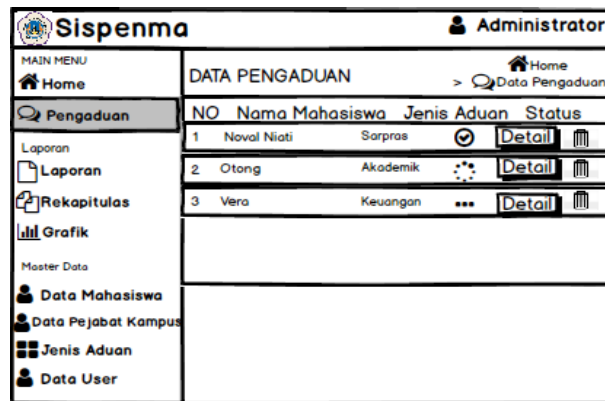 Sispenma
Administrator
MAIN MENU
Home
Pengaduan
Laporan
Laporan
Rekapitulas
Grafik
Master Data
Data Mahasiswa
Data Pejabat Kampus
Jenis Aduan
Data User
DATA PENGADUAN
Home
> Data Pengaduan
NO Nama Mahasiswa Jenis Aduan Status
1 Noval Niati Sarpras Detail
2 Otong Akademik Detail
3 Vera Keuangan Detail